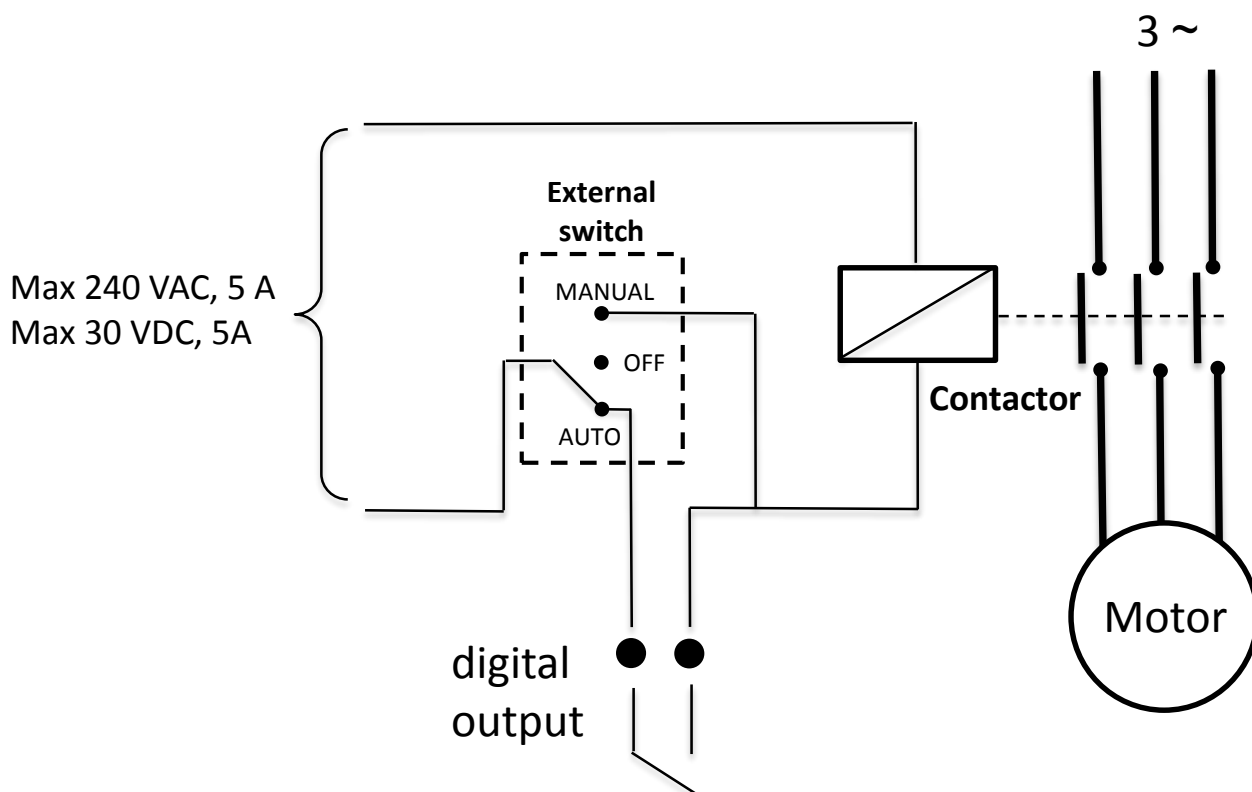 3 ~
External
switch
Max 240 VAC, 5 A
Max 30 VDC, 5A
MANUAL
OFF
AUTO
Contactor
Motor
digital
output